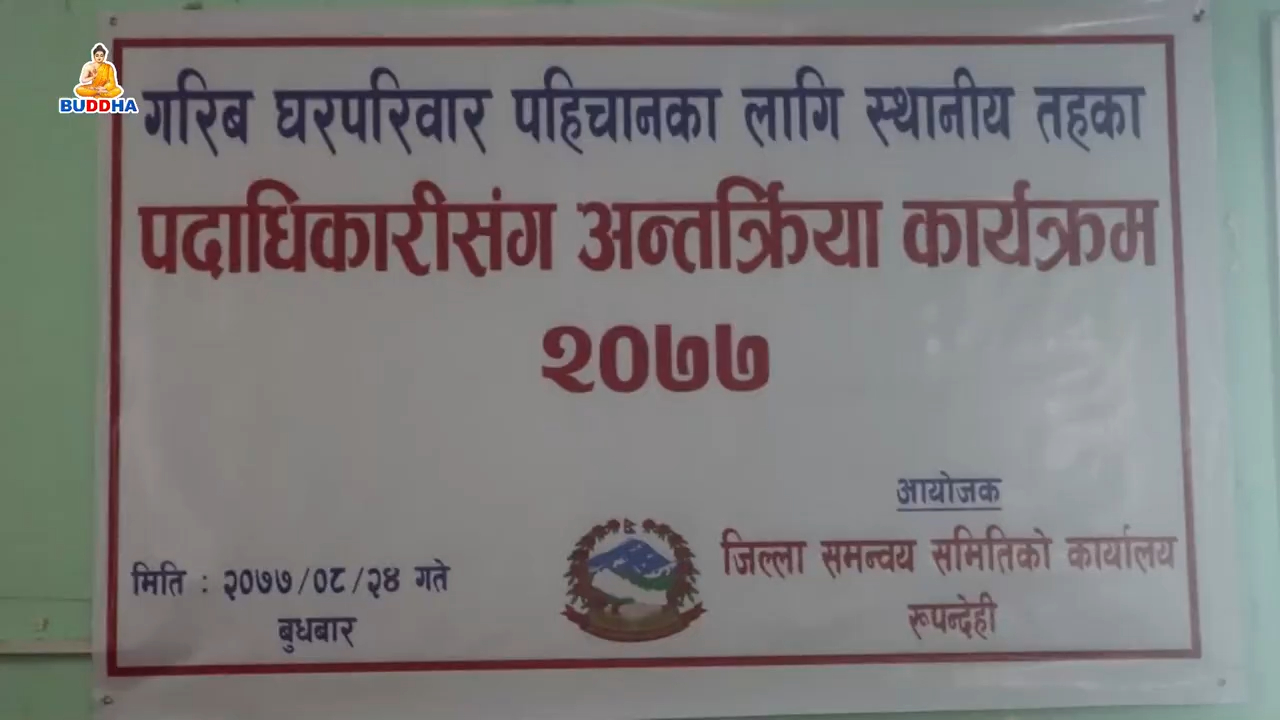 BUDDHA
गरिब घरपरिवार पहिचानका लागि स्थानीय तहका
पदाधिकारीसंग अन्तर्क्रिया कार्यक्रम
२०७७
आयोजक
जिल्ला समन्वय समितिको कार्यालय
रूपन्देही
मिति : २०७७/०८/२४ गते
बुधबार